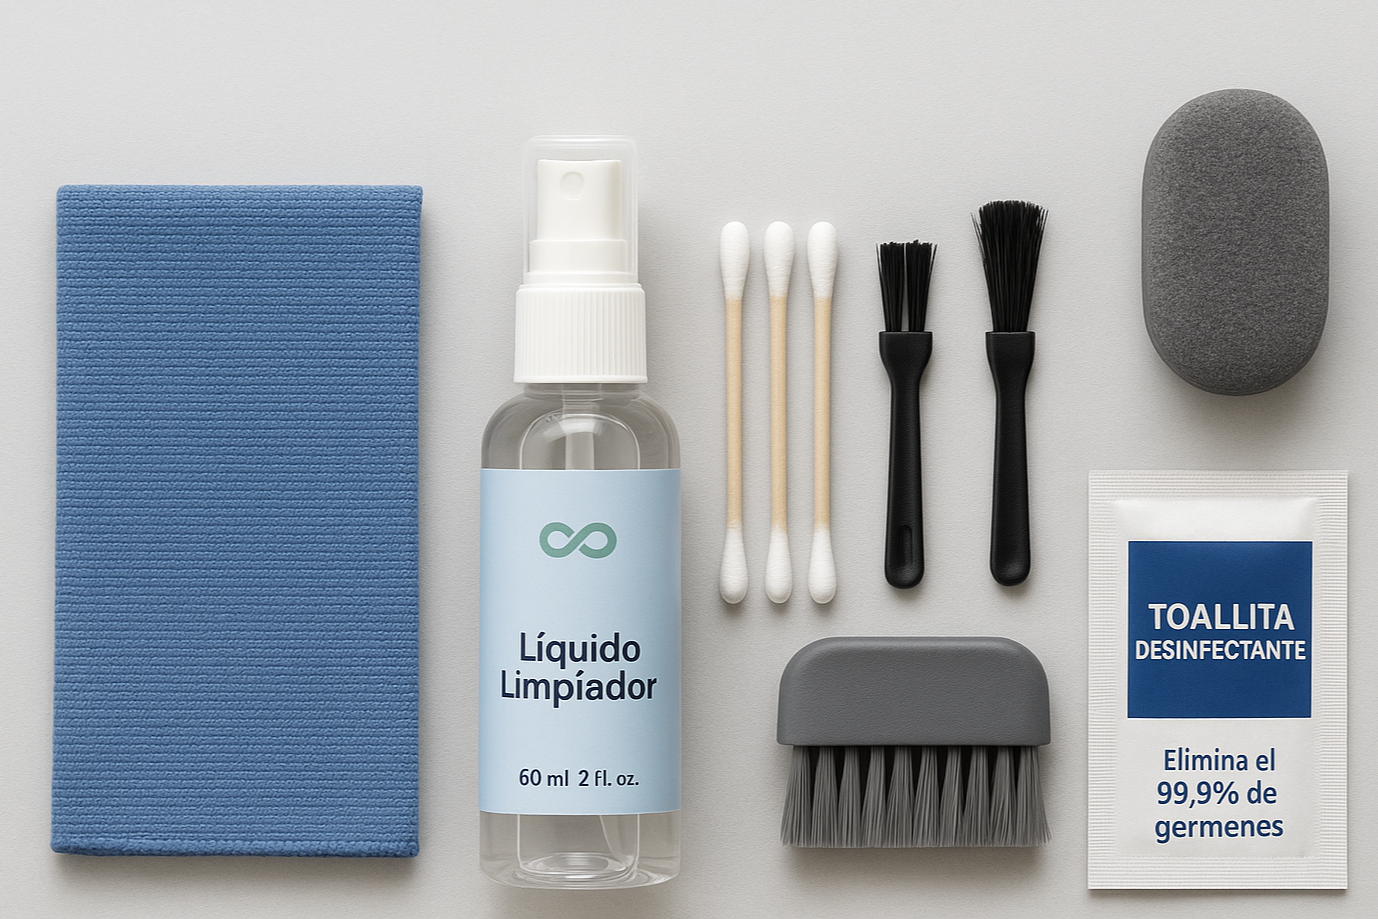 Líquido
Limpíador
60 ml 2 fl. oz.
TOALLITA
DESINFECTANTE
Elimina el
99,9% de
germenes